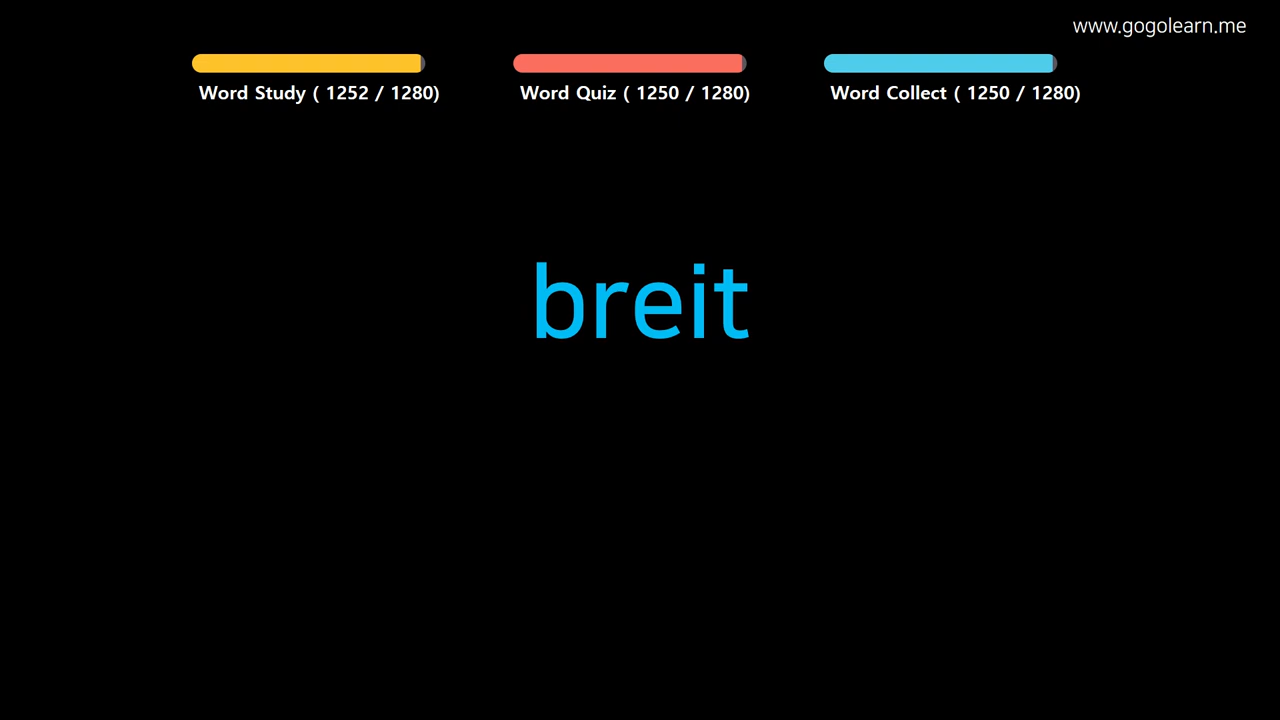 www.gogolearn.me
Word Study ( 1252 / 1280)
Word Quiz ( 1250 / 1280)
Word Collect ( 1250 / 1280)
breit